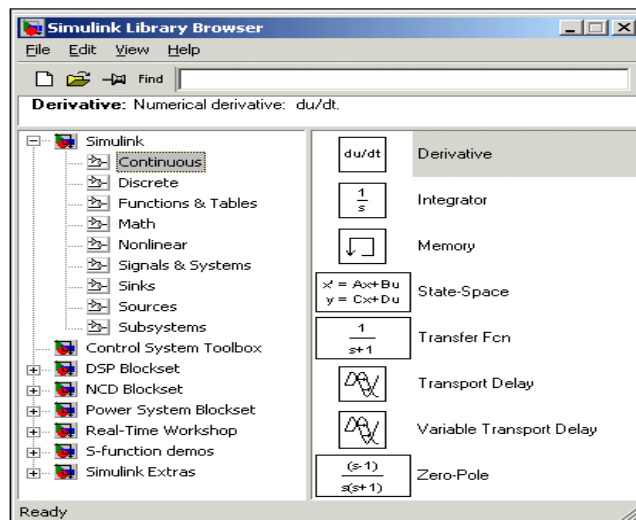 Simulink Library Browser
File Edit View Help
Find
Derivative: Numerical derivative: du/dt.
Simulink
Continuous
Discrete
Functions & Tables
Math
Nonlinear
Signals & Systems
Sinks
Sources
Subsystems
Control System Toolbox
DSP Blockset
NCD Blockset
Power System Blockset
Real-Time Workshop
S-function demos
Simulink Extras
du/dt Derivative
1
s
Integrator
Memory
x' = Ax+Bu
y = Cx+Du
State-Space
1
s+1
Transfer Fcn
Transport Delay
Variable Transport Delay
(s-1)
s(s+1)
Zero-Pole
Ready